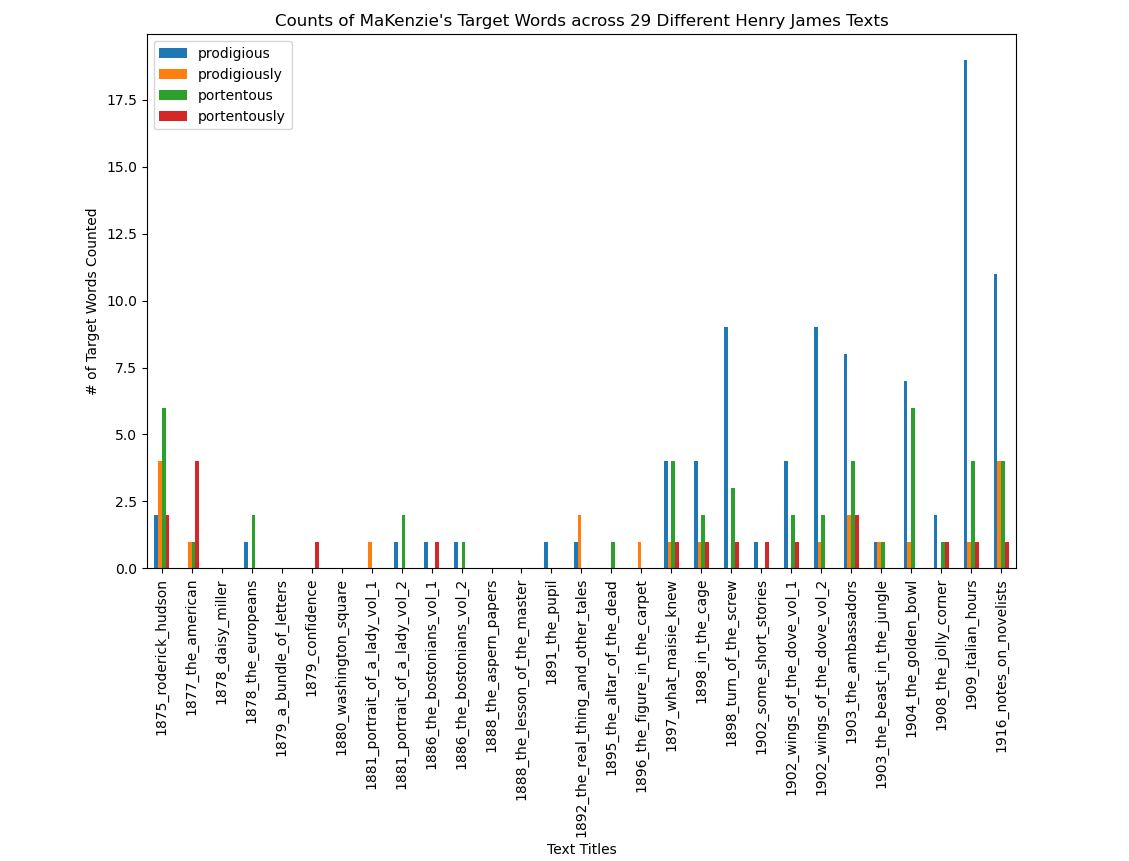 Counts of MaKenzie's Target Words across 29 Different Henry James Texts
prodigious
prodigiously
portentous
portentously
# of Target Words Counted
17.5
15.0
12.5
10.0
7.5
5.0
2.5
0.0
1875_roderick_hudson
1877_the_american
1878_daisy_miller
1878_the_europeans
1879_a_bundle_of_letters
1879_confidence
1880_washington_square
1881_portrait_of_a_lady_vol_1
1881_portrait_of_a_lady_vol_2
1886_the_bostonians_vol_1
1886_the_bostonians_vol_2
1888_the_aspern_papers
1888_the_lesson_of_the_master
1891_the_pupil
1892_the_real_thing_and_other_tales
1895_the_altar_of_the_dead
1896_the_figure_in_the_carpet
1897_what_maisie_knew
1898_in_the_cage
1898_turn_of_the_screw
1902_some_short_stories
1902_wings_of_the_dove_vol_1
1902_wings_of_the_dove_vol_2
1903_the_ambassadors
1903_the_beast_in_the_jungle
1904_the_golden_bowl
1908_the_jolly_corner
1909_italian_hours
1916_notes_on_novelists
Text Titles